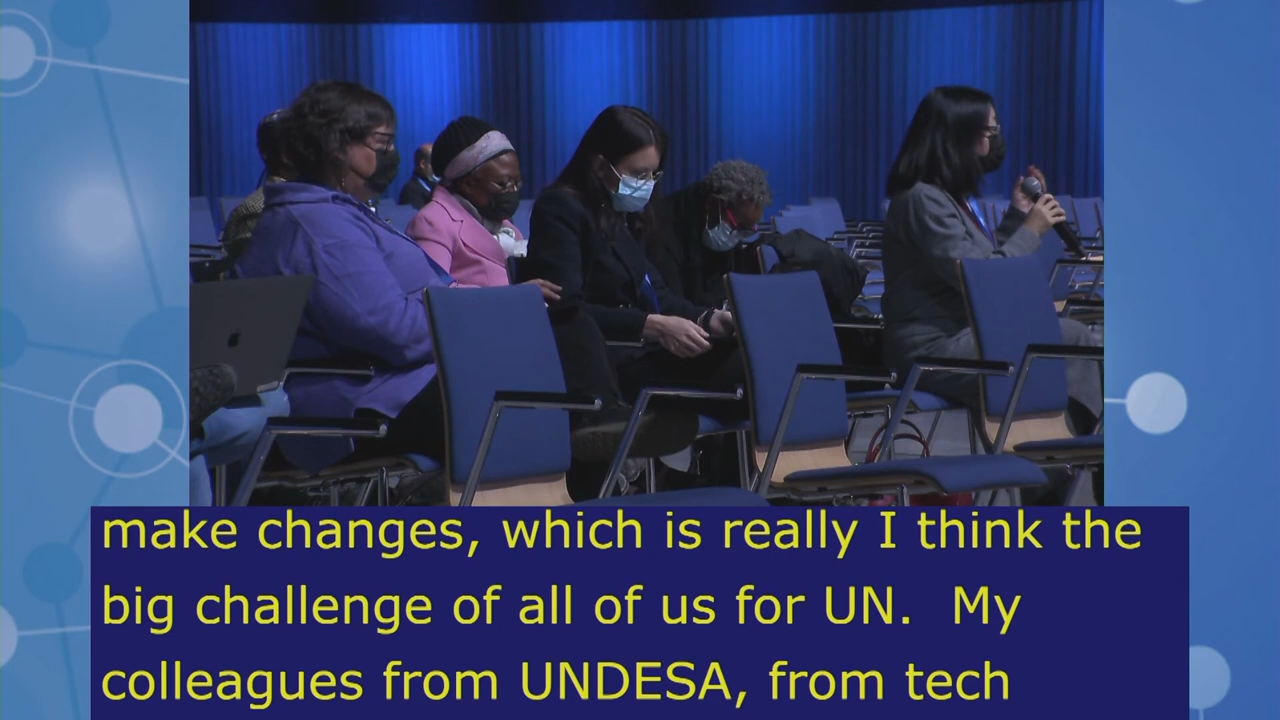 make changes, which is really I think the
big challenge of all of us for UN.  My
colleagues from UNDESA, from tech